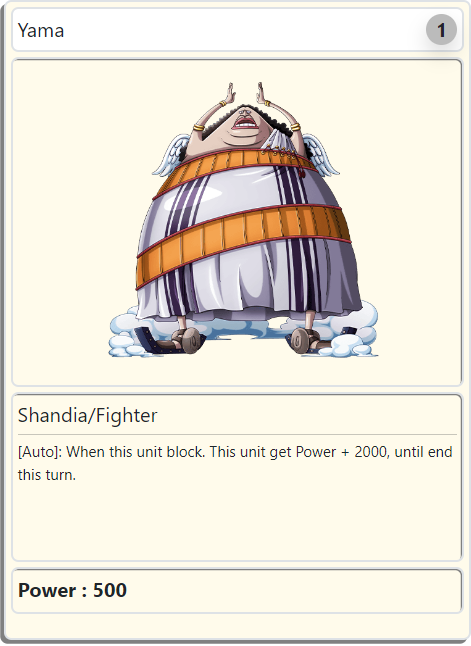 Yama
1
Shandia/Fighter
[Auto]: When this unit block. This unit get Power + 2000, until end
this turn.
Power : 500